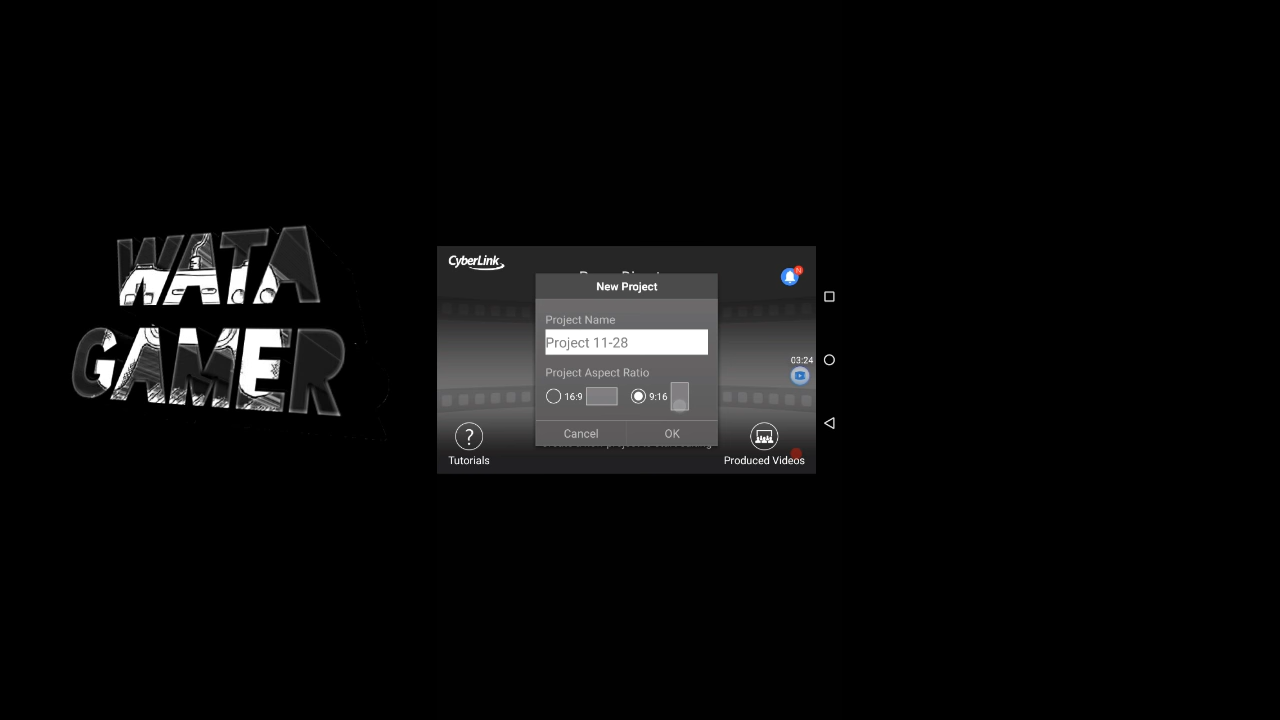 WATA
GAMER
CyberLink
N
New Project
Project Name
Project 11-28
Project Aspect Ratio
16:9
9:16
Cancel
OK
03:24
?
Tutorials
Produced Videos